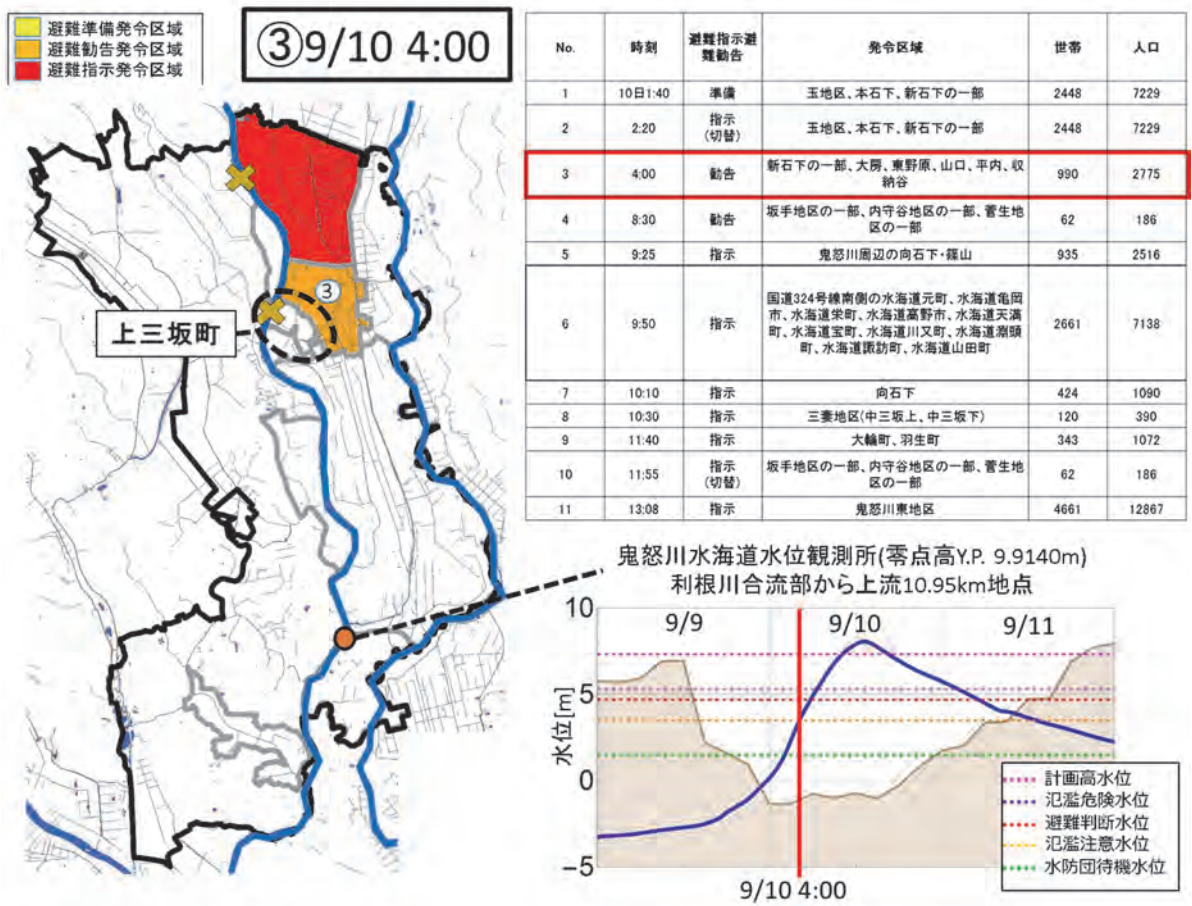 避難準備発令区域
避難勧告発令区域
避難指示発令区域
③9/10 4:00
③
上三坂町
No. 時刻 避難指示避難勧告 発令区域 世帯 人口
1 10日1:40 準備 玉地区、本石下、新石下の一部 2448 7229
2 2:20 指示(切替) 玉地区、本石下、新石下の一部 2448 7229
3 4:00 勧告 新石下の一部、大房、東野原、山口、平内、収納谷 990 2775
4 8:30 勧告 坂手地区の一部、内守谷地区の一部、菅生地区の一部 62 186
5 9:25 指示 鬼怒川周辺の向石下・篠山 935 2516
6 9:50 指示 国道324号線南側の水海道元町、水海道亀岡市、水海道栄町、水海道高野市、水海道天満町、水海道宝町、水海道川又町、水海道淵頭町、水海道諏訪町、水海道山田町 2661 7138
7 10:10 指示 向石下 424 1090
8 10:30 指示 三妻地区(中三坂上、中三坂下) 120 390
9 11:40 指示 大輪町、羽生町 343 1072
10 11:55 指示(切替) 坂手地区の一部、内守谷地区の一部、菅生地区の一部 62 186
11 13:08 指示 鬼怒川東地区 4661 12867
鬼怒川水海道水位観測所(零点高Y.P. 9.9140m)
利根川合流部から上流10.95km地点
10
5
0
-5
水位[m]
9/9 9/10 9/11
9/10 4:00
計画高水位
氾濫危険水位
避難判断水位
氾濫注意水位
水防団待機水位